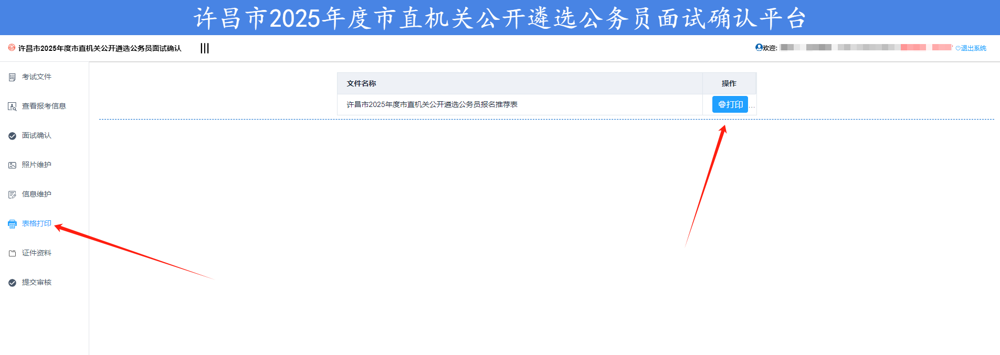 许昌市2025年度市直机关公开遴选公务员面试确认平台
许昌市2025年度市直机关公开遴选公务员面试确认
欢迎:
退出系统
考试文件
查看报考信息
面试确认
照片维护
信息维护
表格打印
证件资料
提交审核
文件名称 操作
许昌市2025年度市直机关公开遴选公务员报名推荐表 打印 ...